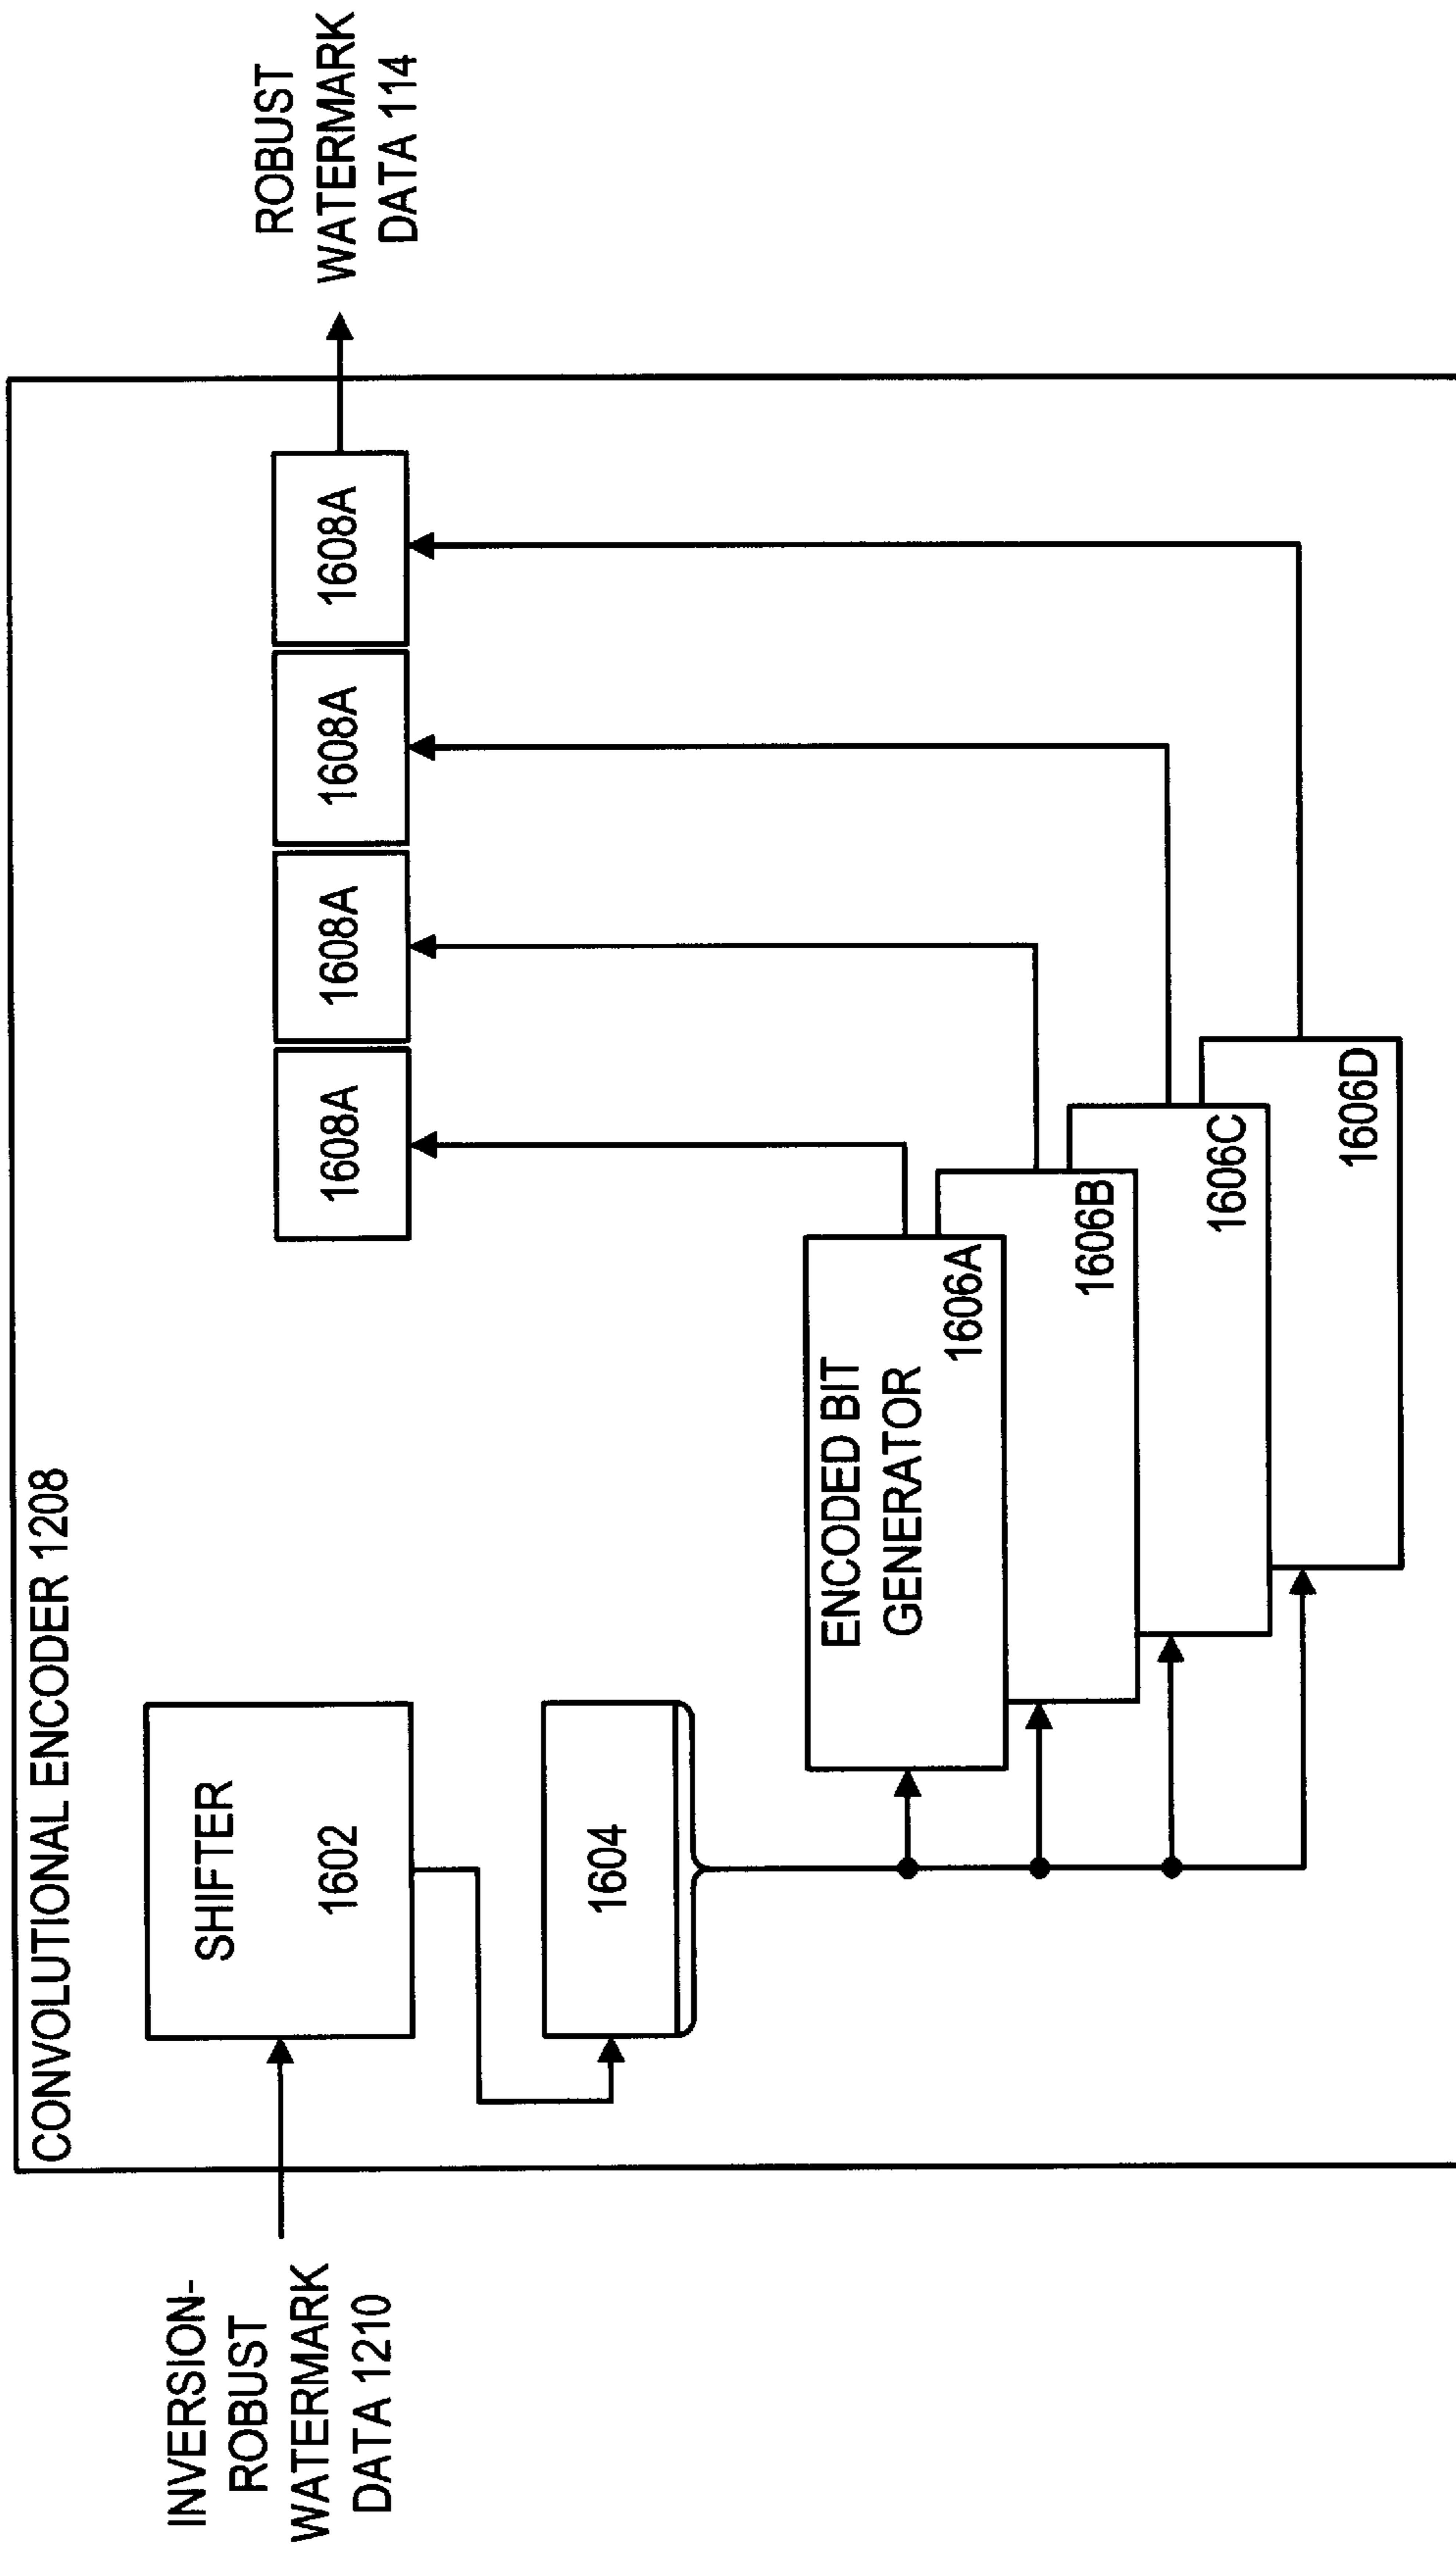 CONVOLUTIONAL ENCODER 1208
INVERSION-
ROBUST
WATERMARK
DATA 1210
SHIFTER
1602
1604
ENCODED BIT
GENERATOR
1606A
1606B
1606C
1606D
1608A
1608A
1608A
1608A
ROBUST
WATERMARK
DATA 114